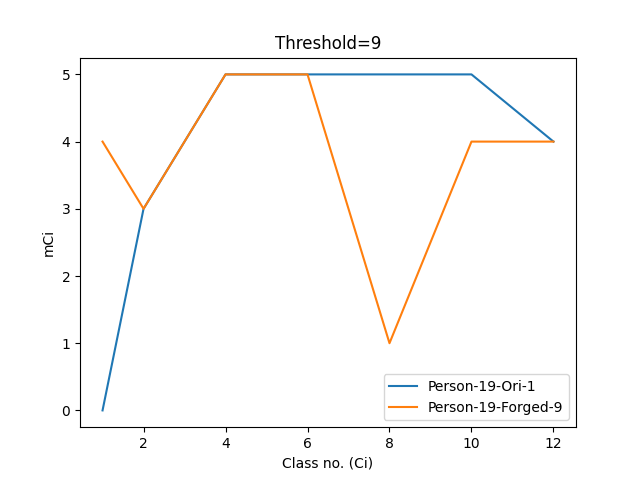 Threshold=9
5
4
3
2
1
0
mCi
2 4 6 8 10 12
Class no. (Ci)
Person-19-Ori-1
Person-19-Forged-9